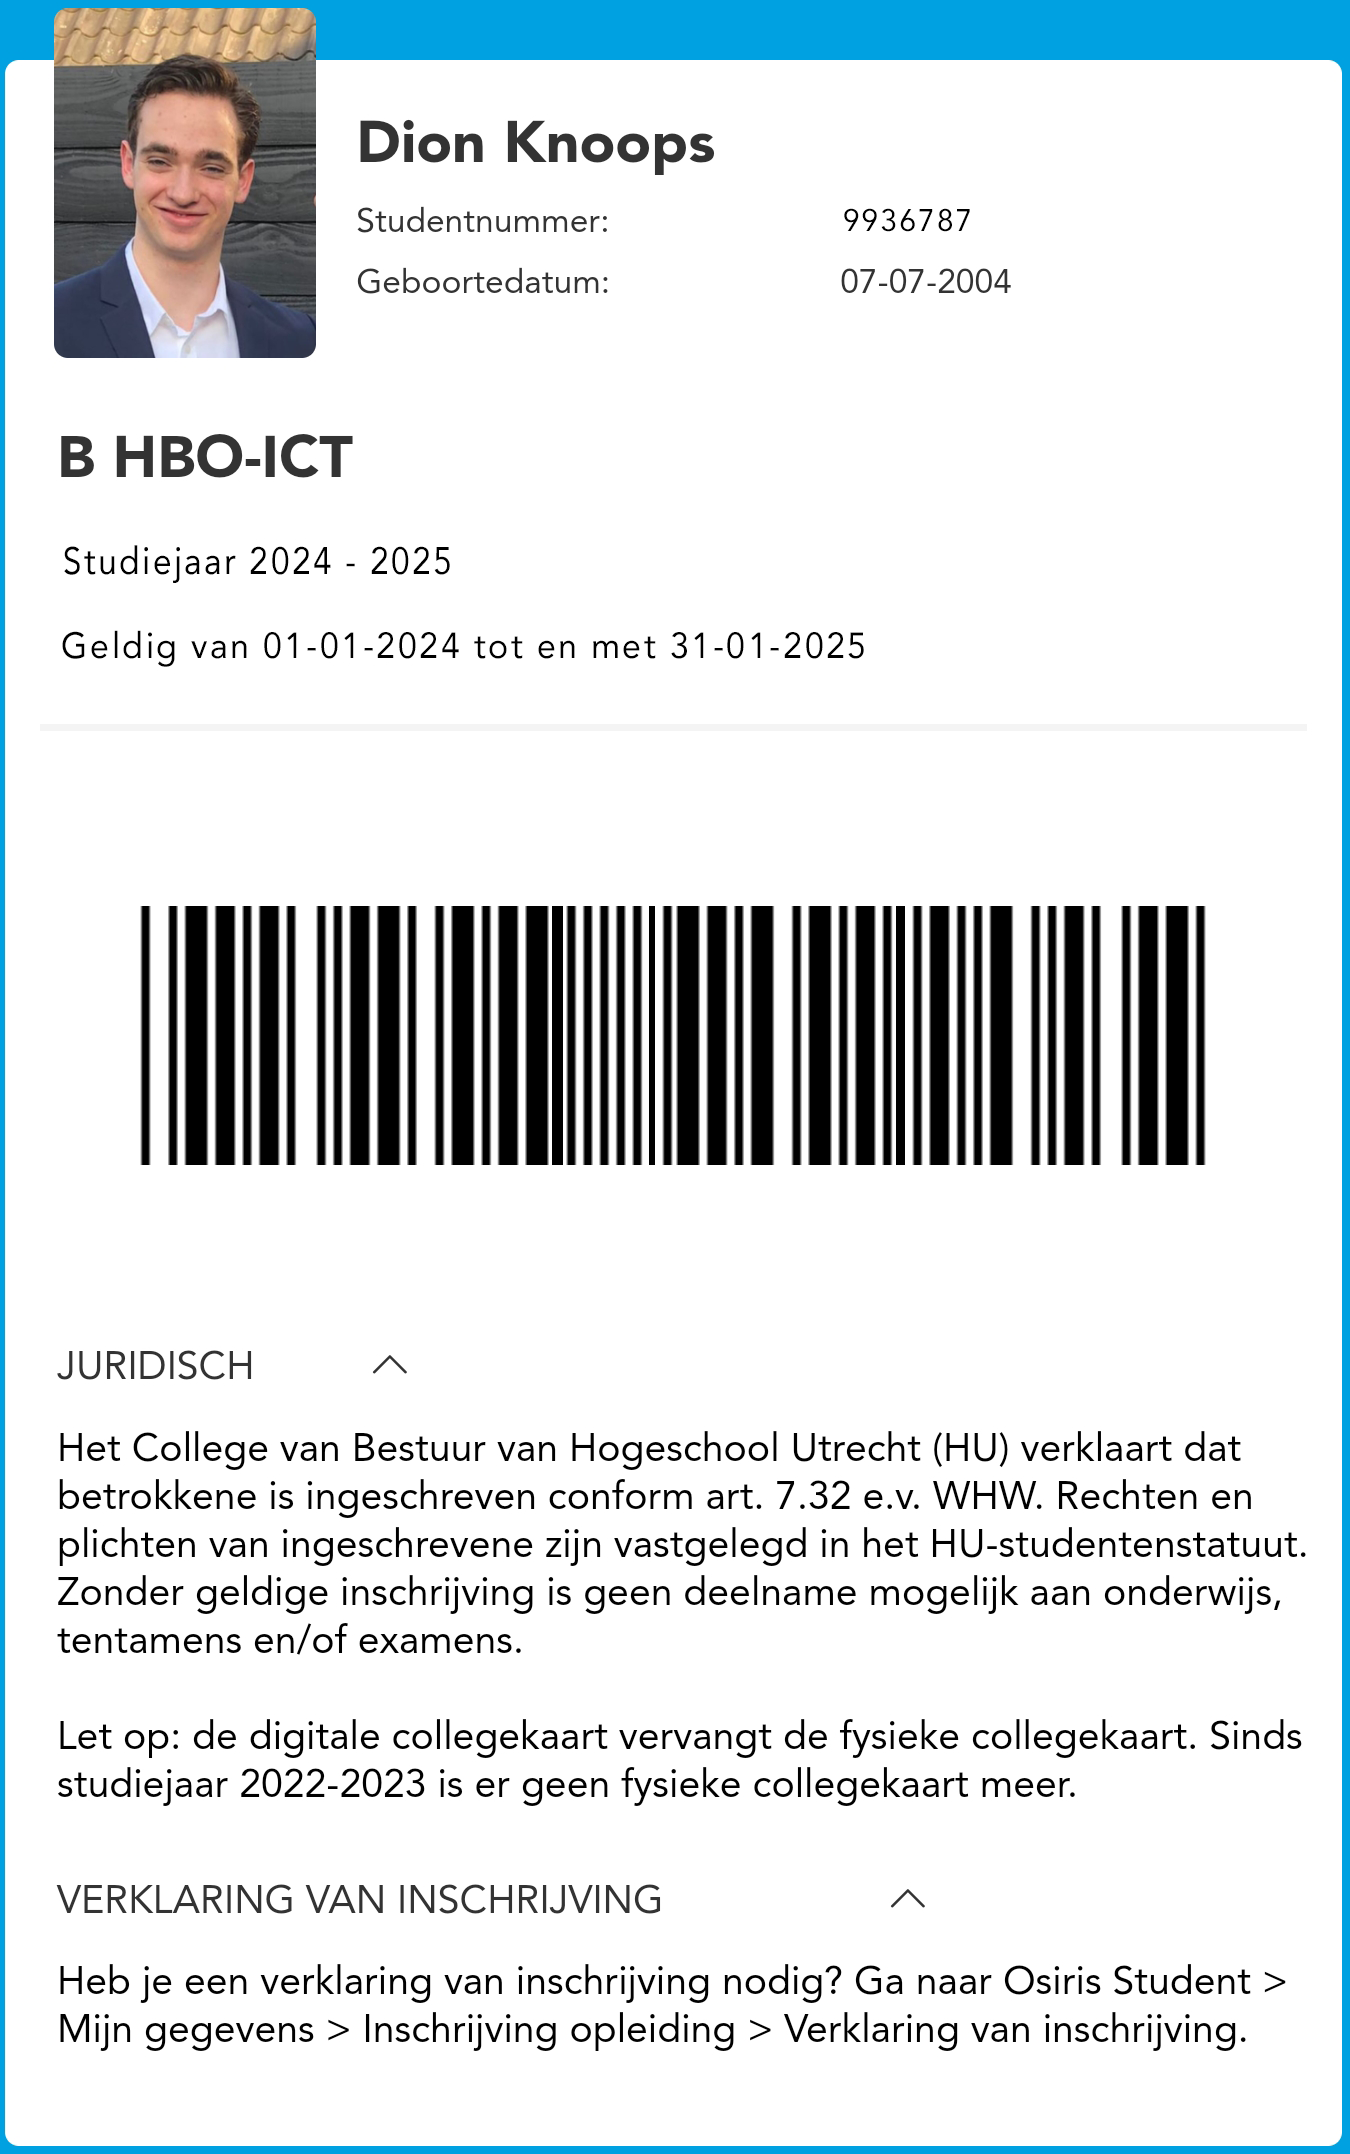 Dion Knoops
Studentnummer: 9936787
Geboortedatum: 07-07-2004
B HBO-ICT
Studiejaar 2024 - 2025
Geldig van 01-01-2024 tot en met 31-01-2025
JURIDISCH
Het College van Bestuur van Hogeschool Utrecht (HU) verklaart dat
betrokkene is ingeschreven conform art. 7.32 e.v. WHW. Rechten en
plichten van ingeschrevene zijn vastgelegd in het HU-studentenstatuut.
Zonder geldige inschrijving is geen deelname mogelijk aan onderwijs,
tentamens en/of examens.
Let op: de digitale collegekaart vervangt de fysieke collegekaart. Sinds
studiejaar 2022-2023 is er geen fysieke collegekaart meer.
VERKLARING VAN INSCHRIJVING
Heb je een verklaring van inschrijving nodig? Ga naar Osiris Student >
Mijn gegevens > Inschrijving opleiding > Verklaring van inschrijving.